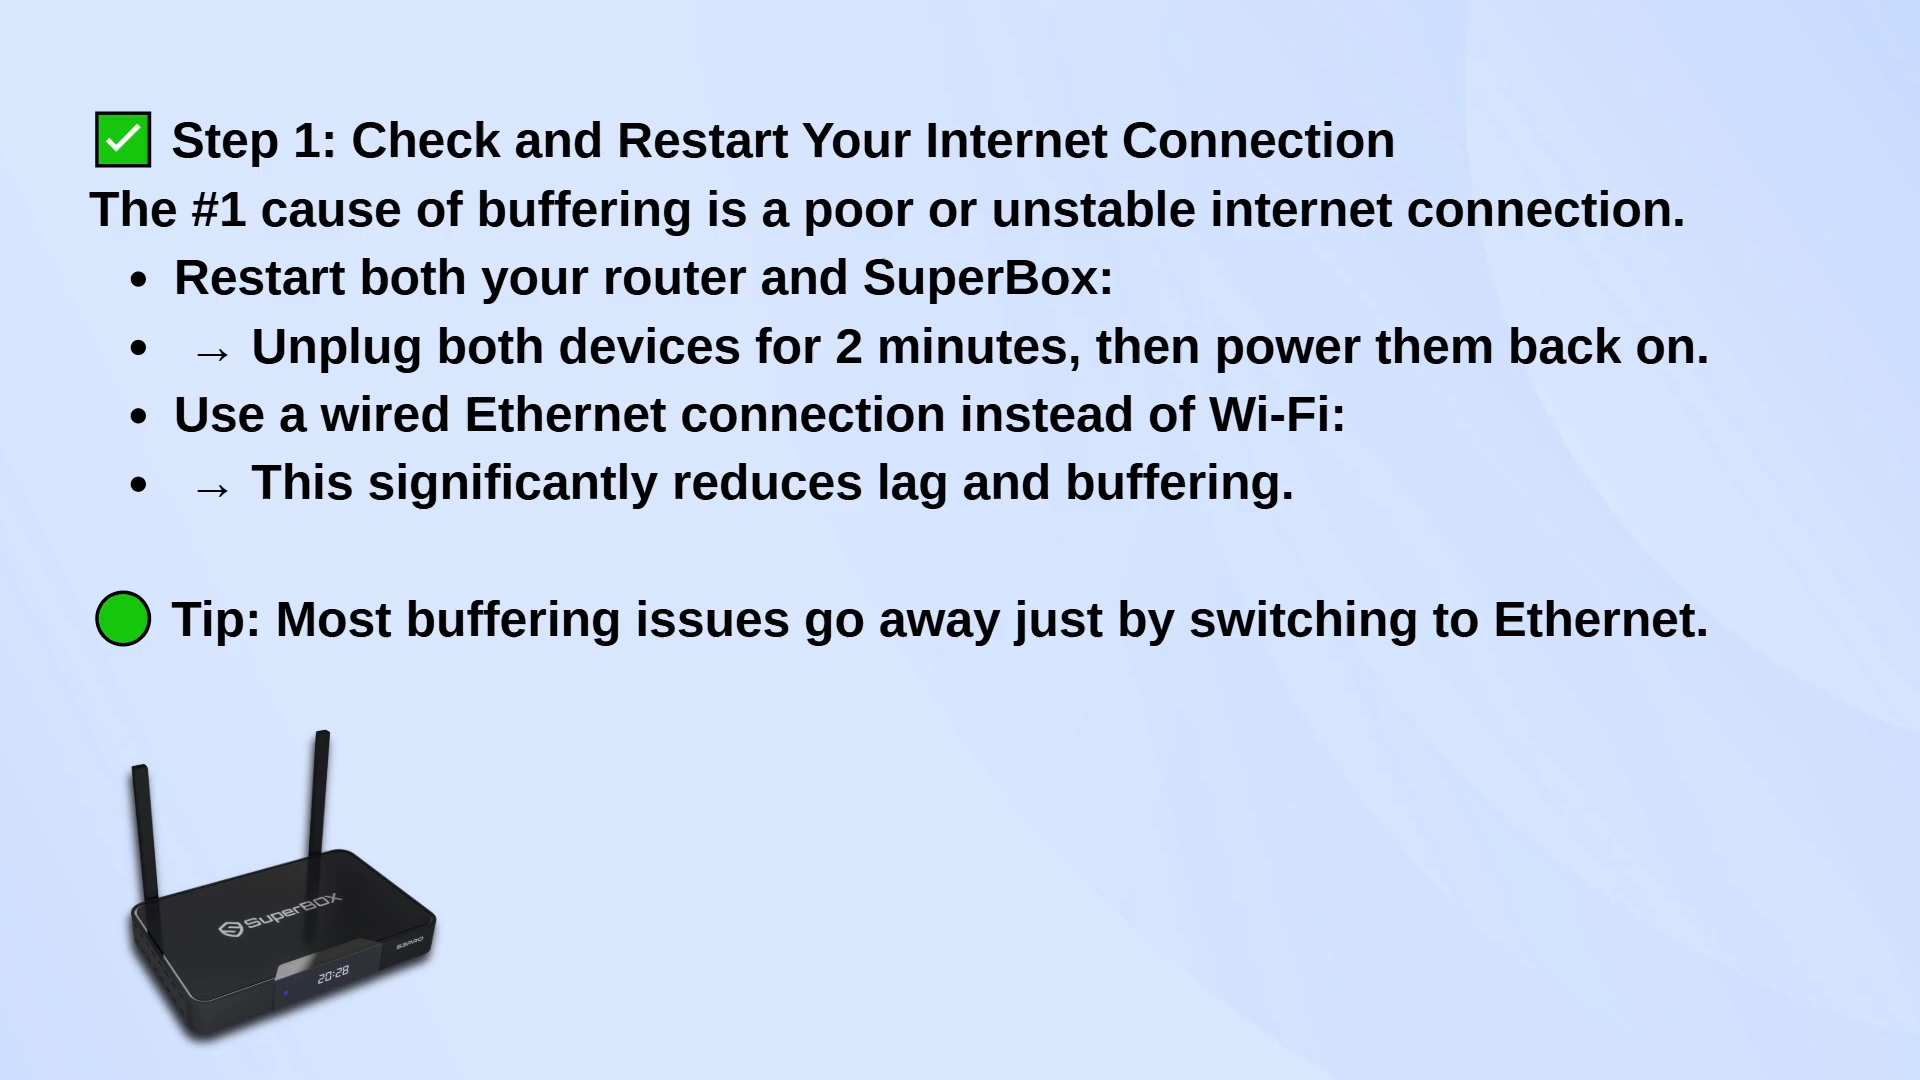 ✅ Step 1: Check and Restart Your Internet Connection
The #1 cause of buffering is a poor or unstable internet connection.
• Restart both your router and SuperBox:
• → Unplug both devices for 2 minutes, then power them back on.
• Use a wired Ethernet connection instead of Wi-Fi:
• → This significantly reduces lag and buffering.
🟢 Tip: Most buffering issues go away just by switching to Ethernet.
SuperBOX
S3PRO
20:28